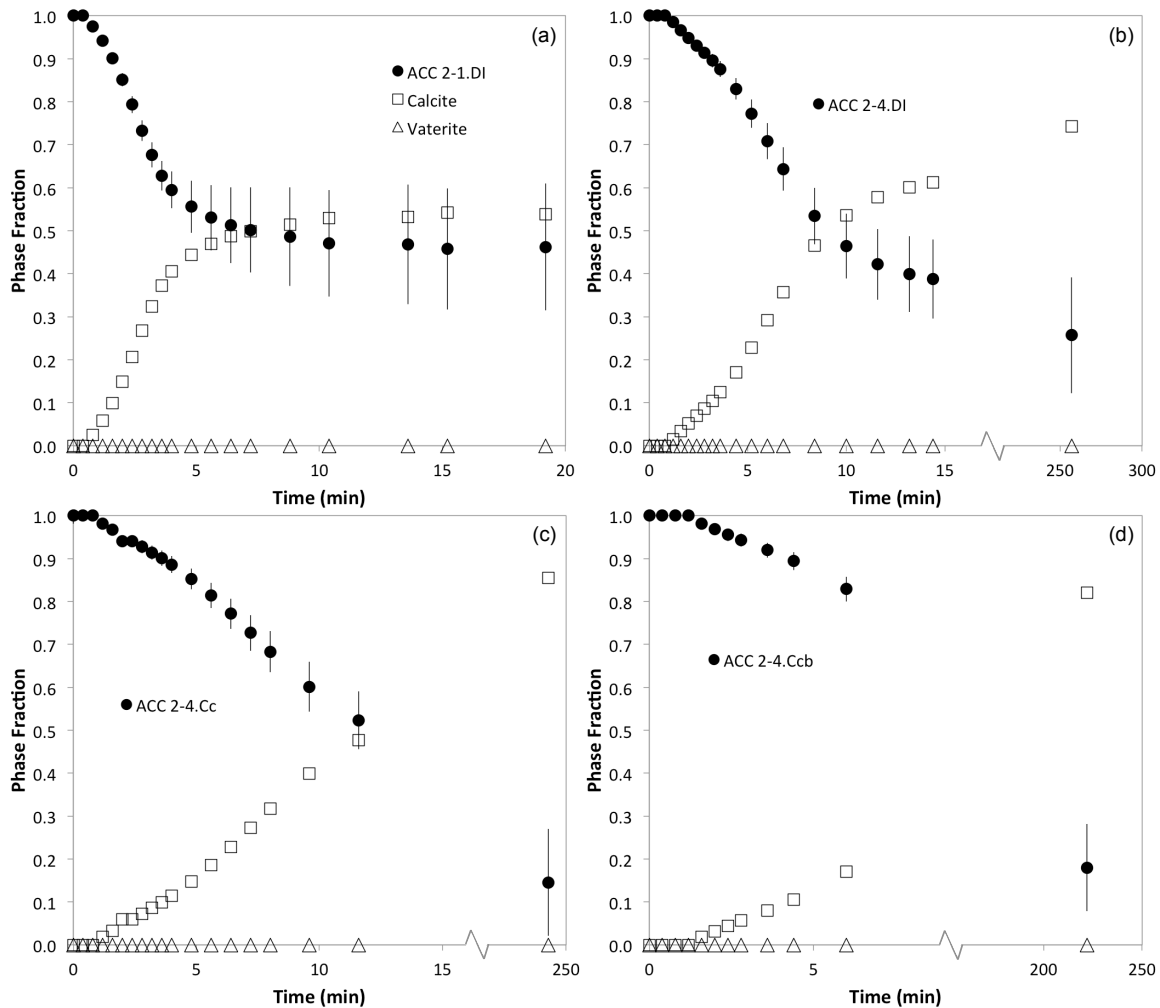 (a)
1.0
0.9
0.8
0.7
0.6
0.5
0.4
0.3
0.2
0.1
0.0
Phase Fraction
ACC 2-1.DI
Calcite
Vaterite
0 5 10 15 20
Time (min)
(b)
1.0
0.9
0.8
0.7
0.6
0.5
0.4
0.3
0.2
0.1
0.0
Phase Fraction
ACC 2-4.DI
0 5 10 15 250 300
Time (min)
(c)
1.0
0.9
0.8
0.7
0.6
0.5
0.4
0.3
0.2
0.1
0.0
Phase Fraction
ACC 2-4.Cc
0 5 10 15 250
Time (min)
(d)
1.0
0.9
0.8
0.7
0.6
0.5
0.4
0.3
0.2
0.1
0.0
Phase Fraction
ACC 2-4.Ccb
0 5 200 250
Time (min)